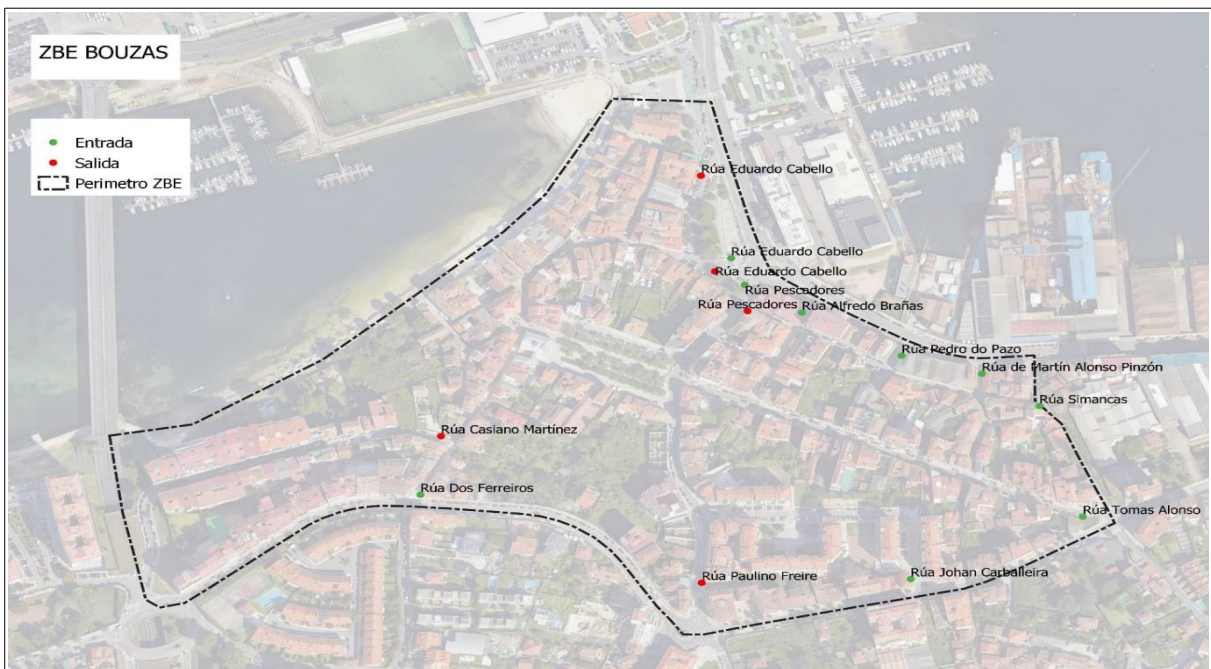 ZBE BOUZAS
Entrada
Salida
Perimetro ZBE
Rúa Eduardo Cabello
Rúa Eduardo Cabello
Rúa Eduardo Cabello
Rúa Pescadores
Rúa Pescadores
Rúa Alfredo Brañas
Rúa Pedro do Pazo
Rúa de Martín Alonso Pinzón
Rúa Simancas
Rúa Casiano Martínez
Rúa Dos Ferreiros
Rúa Tomas Alonso
Rúa Paulino Freire
Rúa Johan Carballeira